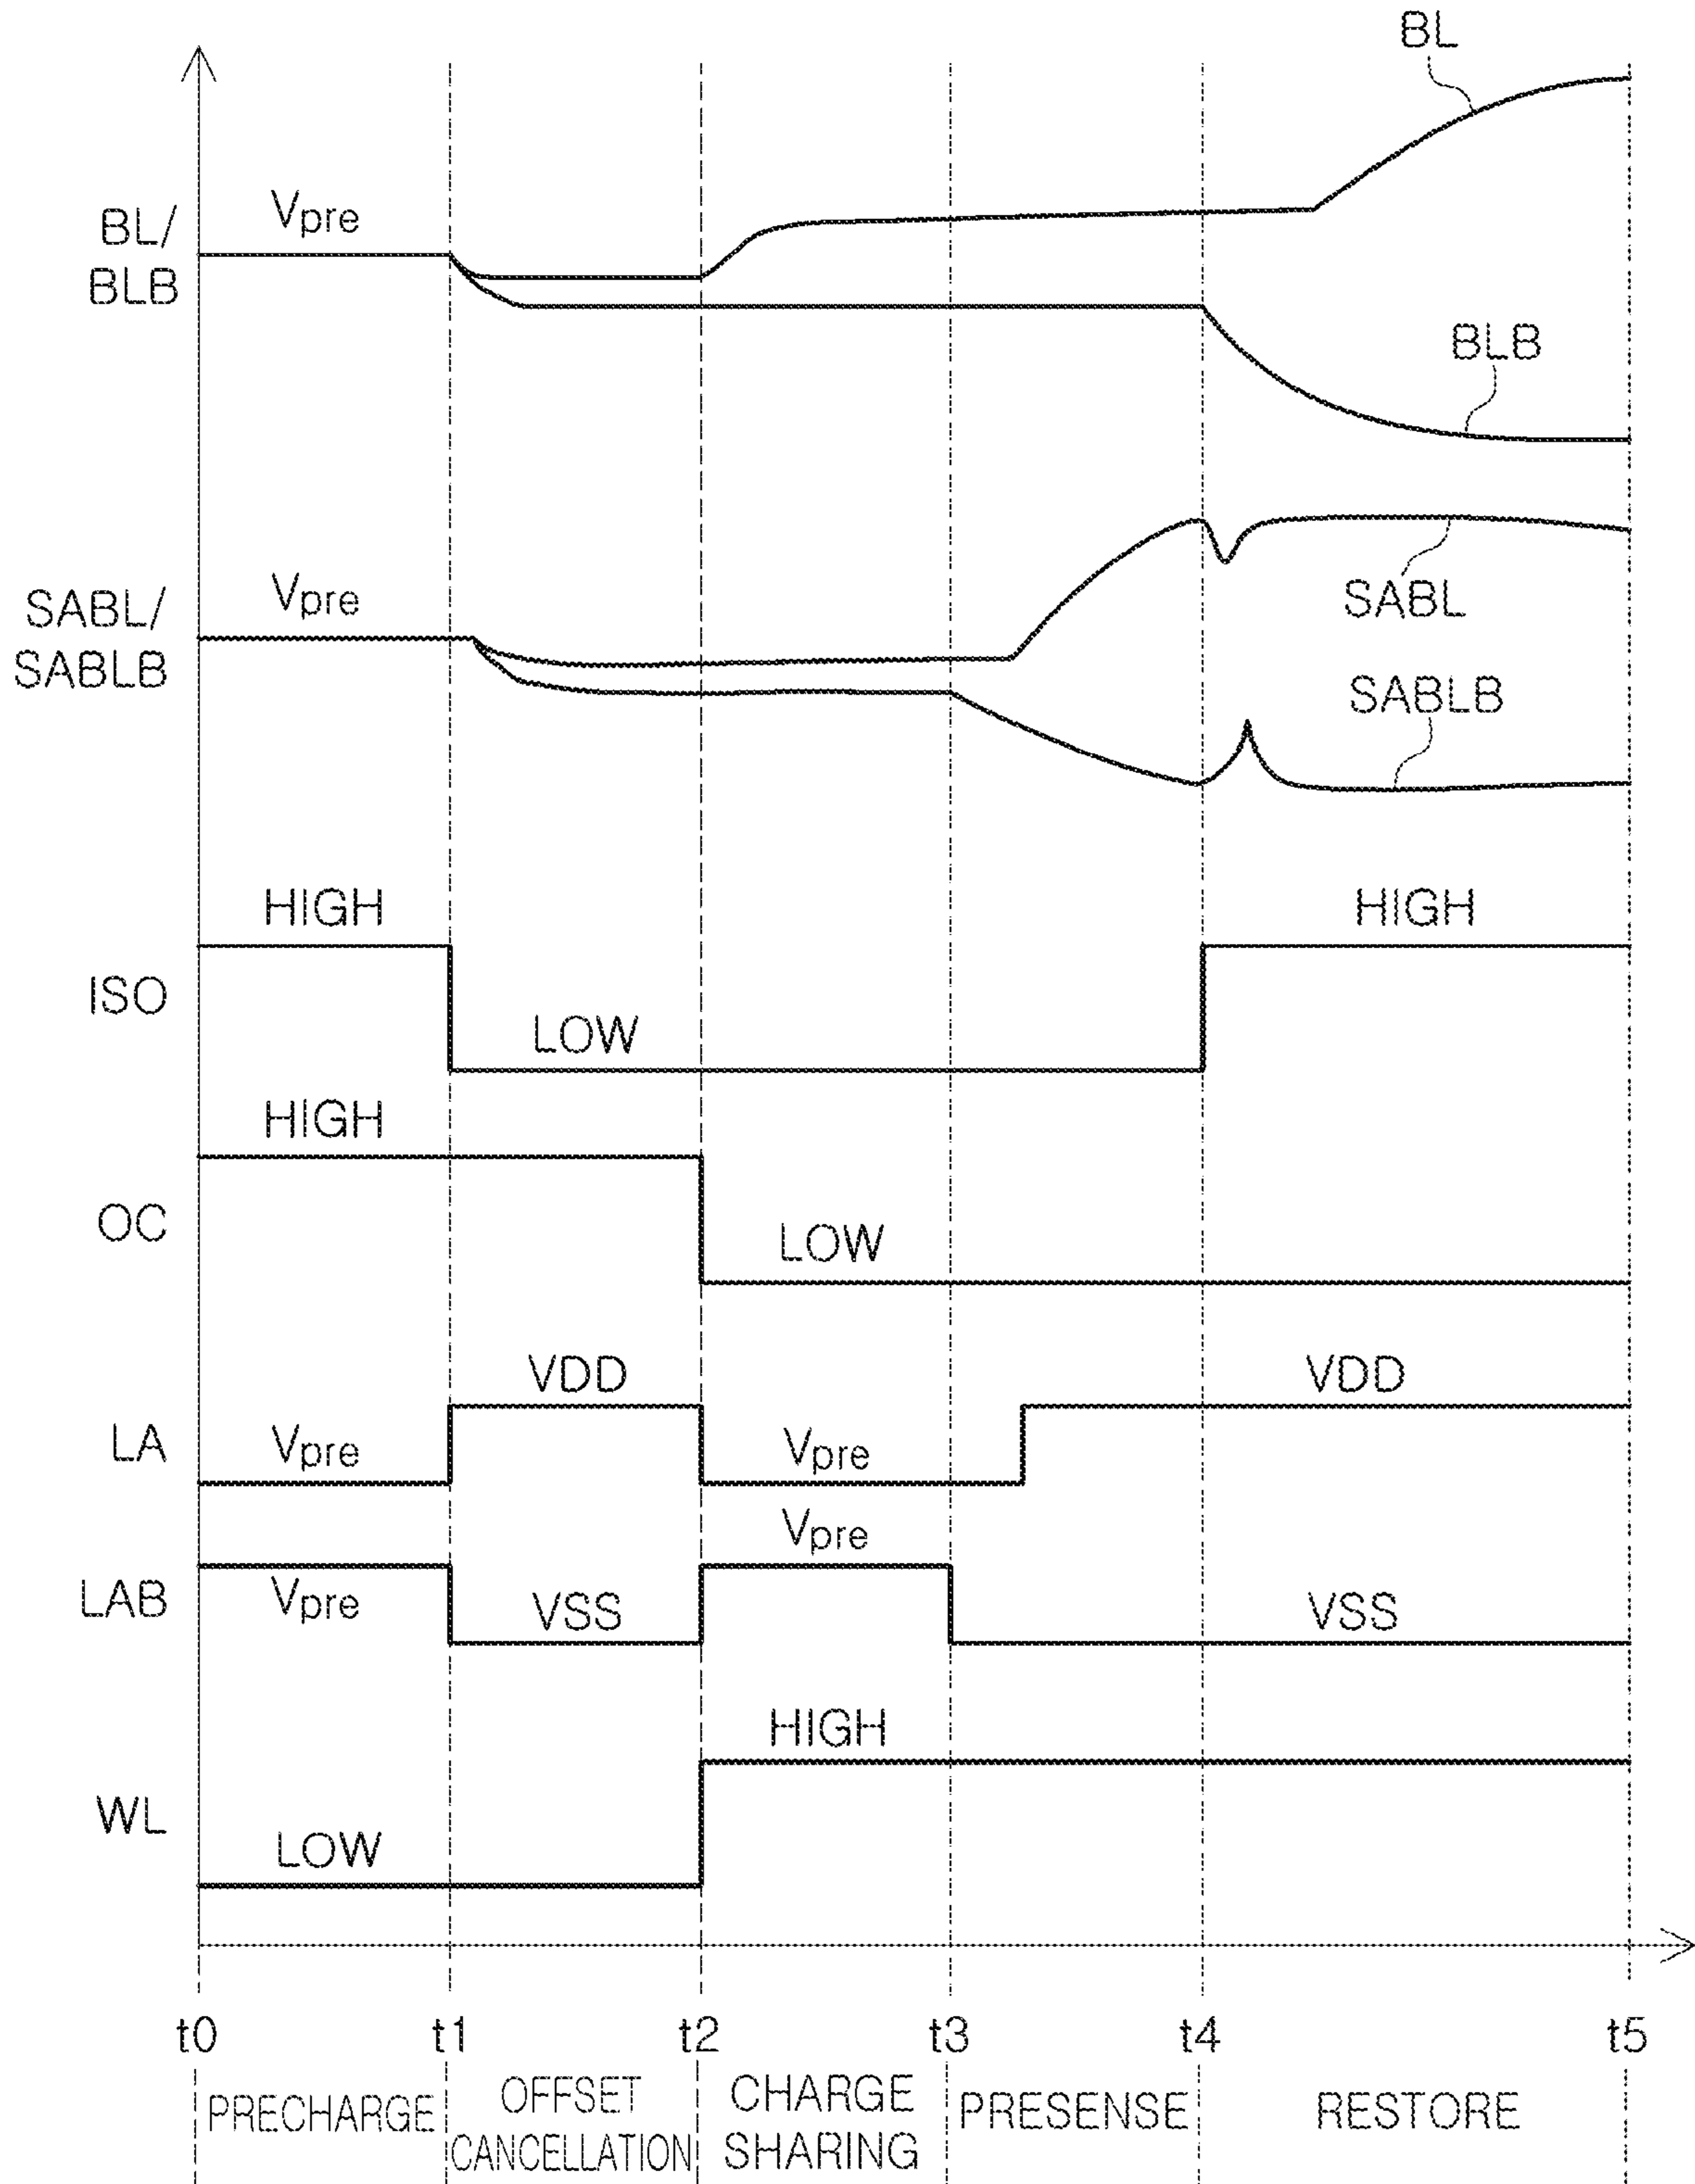 BL
Vpre
BL/
BLB
BLB
Vpre
SABL/
SABLB
SABL
SABLB
HIGH
HIGH
ISO
LOW
HIGH
OC
LOW
VDD
VDD
LA
Vpre
Vpre
Vpre
LAB
Vpre
VSS
VSS
HIGH
WL
LOW
t0
t1
t2
t3
t4
t5
PRECHARGE
OFFSET
CANCELLATION
CHARGE
SHARING
PRESENSE
RESTORE